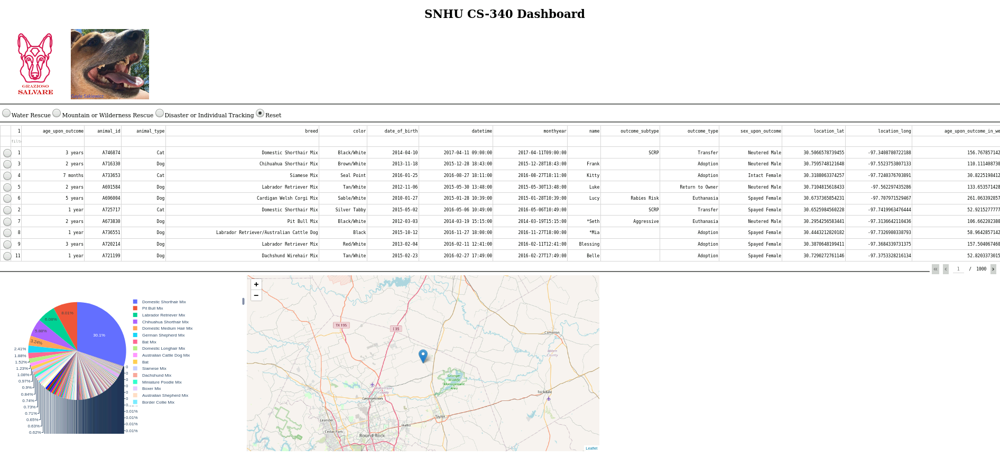 SNHU CS-340 Dashboard
GRAZIOSO
SALVARE
Gayle Sakiewicz
Water Rescue Mountain or Wilderness Rescue Disaster or Individual Tracking Reset
1 age_upon_outcome animal_id animal_type breed color date_of_birth datetime monthyear name outcome_subtype outcome_type sex_upon_outcome location_lat location_long age_upon_outcome_in_we
filt
1 3 years A746874 Cat Domestic Shorthair Mix Black/White 2014-04-10 2017-04-11 09:00:00 2017-04-11T09:00:00 SCRP Transfer Neutered Male 30.5066578739455 -97.3408780722188 156.767857142
3 2 years A716330 Dog Chihuahua Shorthair Mix Brown/White 2013-11-18 2015-12-28 18:43:00 2015-12-28T18:43:00 Frank Adoption Neutered Male 30.7595748121648 -97.5523753807133 110.111408730
4 7 months A733653 Cat Siamese Mix Seal Point 2016-01-25 2016-08-27 18:11:00 2016-08-27T18:11:00 Kitty Adoption Intact Female 30.3188063374257 -97.7240376703891 30.8225198412
5 2 years A691584 Dog Labrador Retriever Mix Tan/White 2012-11-06 2015-05-30 13:48:00 2015-05-30T13:48:00 Luke Return to Owner Neutered Male 30.7104815618433 -97.562297435286 133.653571428
6 5 years A696004 Dog Cardigan Welsh Corgi Mix Sable/White 2010-01-27 2015-01-28 10:39:00 2015-01-28T10:39:00 Lucy Rabies Risk Euthanasia Spayed Female 30.6737365854231 -97.707971529467 261.063392857
2 1 year A725717 Cat Domestic Shorthair Mix Silver Tabby 2015-05-02 2016-05-06 10:49:00 2016-05-06T10:49:00 SCRP Transfer Spayed Female 30.6525984560228 -97.7419963476444 52.9215277777
7 2 years A673830 Dog Pit Bull Mix Black/White 2012-03-03 2014-03-19 15:15:00 2014-03-19T15:15:00 *Seth Aggressive Euthanasia Neutered Male 30.2954256583441 -97.3136642110436 106.662202380
8 1 year A736551 Dog Labrador Retriever/Australian Cattle Dog Black 2015-10-12 2016-11-27 18:00:00 2016-11-27T18:00:00 *Mia Adoption Spayed Female 30.4443212820182 -97.7326980338793 58.9642857142
9 3 years A720214 Dog Labrador Retriever Mix Red/White 2013-02-04 2016-02-11 12:41:00 2016-02-11T12:41:00 Blessing Adoption Spayed Female 30.3870648199411 -97.3684339731375 157.504067460
11 1 year A721199 Dog Dachshund Wirehair Mix Tan/White 2015-02-23 2016-02-27 17:49:00 2016-02-27T17:49:00 Belle Adoption Spayed Female 30.7290272761146 -97.3753328216134 52.8203373015
« ‹ 1 / 1000 ›
30.1%
8.01%
6.08%
5.88%
3.24%
2.41%
1.88%
1.52%
1.23%
1.08%
0.97%
0.9%
0.84%
0.74%
0.73%
0.71%
0.65%
0.63%
0.62%
0
0
0
0
0
0
0.01%
0.01%
0.01%
0.01%
Domestic Shorthair Mix
Pit Bull Mix
Labrador Retriever Mix
Chihuahua Shorthair Mix
Domestic Medium Hair Mix
German Shepherd Mix
Bat Mix
Domestic Longhair Mix
Australian Cattle Dog Mix
Bat
Siamese Mix
Dachshund Mix
Miniature Poodle Mix
Boxer Mix
Australian Shepherd Mix
Border Collie Mix
+
−
TX 195
I 35
Cameron
Milam
County
Granger
Wildlife
Management
Area
Williamson
County
Georgetown
Rockdale
Leander
Taylor
Hutto
Cedar Park
Round Rock
Leaflet